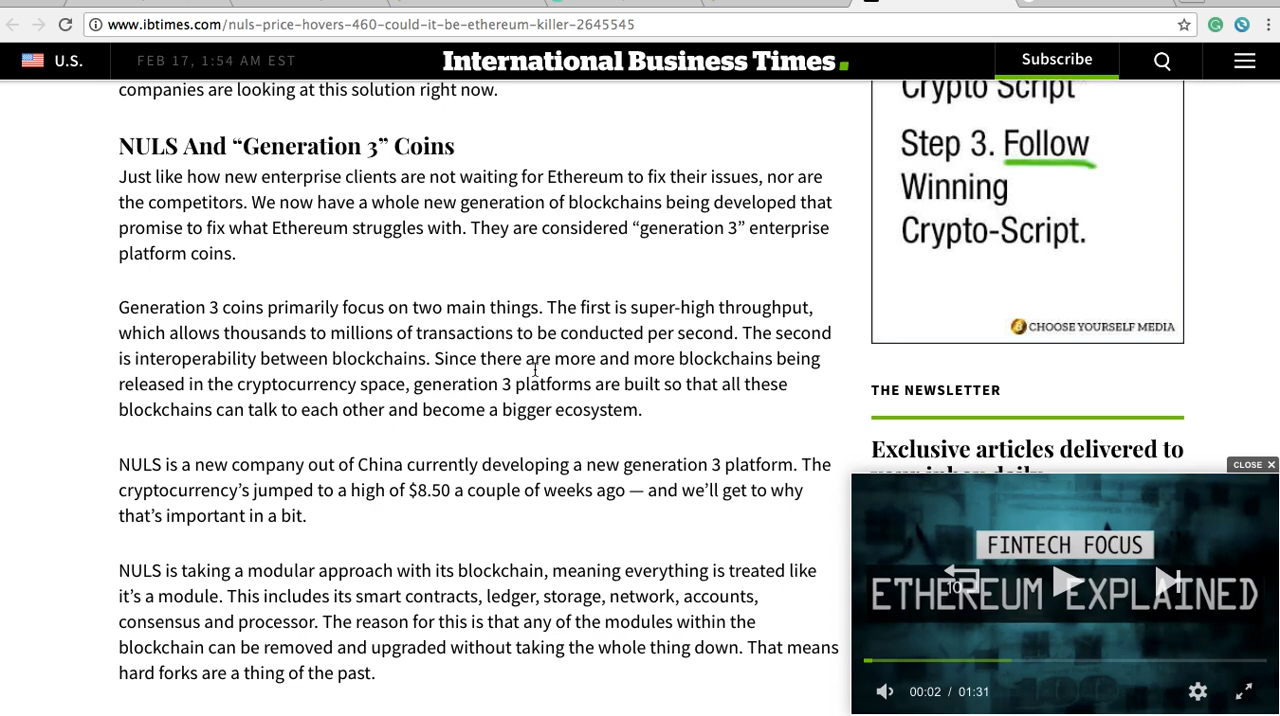 www.ibtimes.com/nuls-price-hovers-460-could-it-be-ethereum-killer-2645545
U.S.
FEB 17, 1:54 AM EST
International Business Times
Subscribe
companies are looking at this solution right now.
NULS And “Generation 3” Coins
Just like how new enterprise clients are not waiting for Ethereum to fix their issues, nor are
the competitors. We now have a whole new generation of blockchains being developed that
promise to fix what Ethereum struggles with. They are considered “generation 3” enterprise
platform coins.
Generation 3 coins primarily focus on two main things. The first is super-high throughput,
which allows thousands to millions of transactions to be conducted per second. The second
is interoperability between blockchains. Since there are more and more blockchains being
released in the cryptocurrency space, generation 3 platforms are built so that all these
blockchains can talk to each other and become a bigger ecosystem.
NULS is a new company out of China currently developing a new generation 3 platform. The
cryptocurrency’s jumped to a high of $8.50 a couple of weeks ago — and we’ll get to why
that’s important in a bit.
NULS is taking a modular approach with its blockchain, meaning everything is treated like
it’s a module. This includes its smart contracts, ledger, storage, network, accounts,
consensus and processor. The reason for this is that any of the modules within the
blockchain can be removed and upgraded without taking the whole thing down. That means
hard forks are a thing of the past.
Crypto Script
Step 3. Follow
Winning
Crypto-Script.
CHOOSE YOURSELF MEDIA
THE NEWSLETTER
Exclusive articles delivered to
your inbox daily
CLOSE X
FINTECH FOCUS
ETHEREUM EXPLAINED
10
00:02 / 01:31